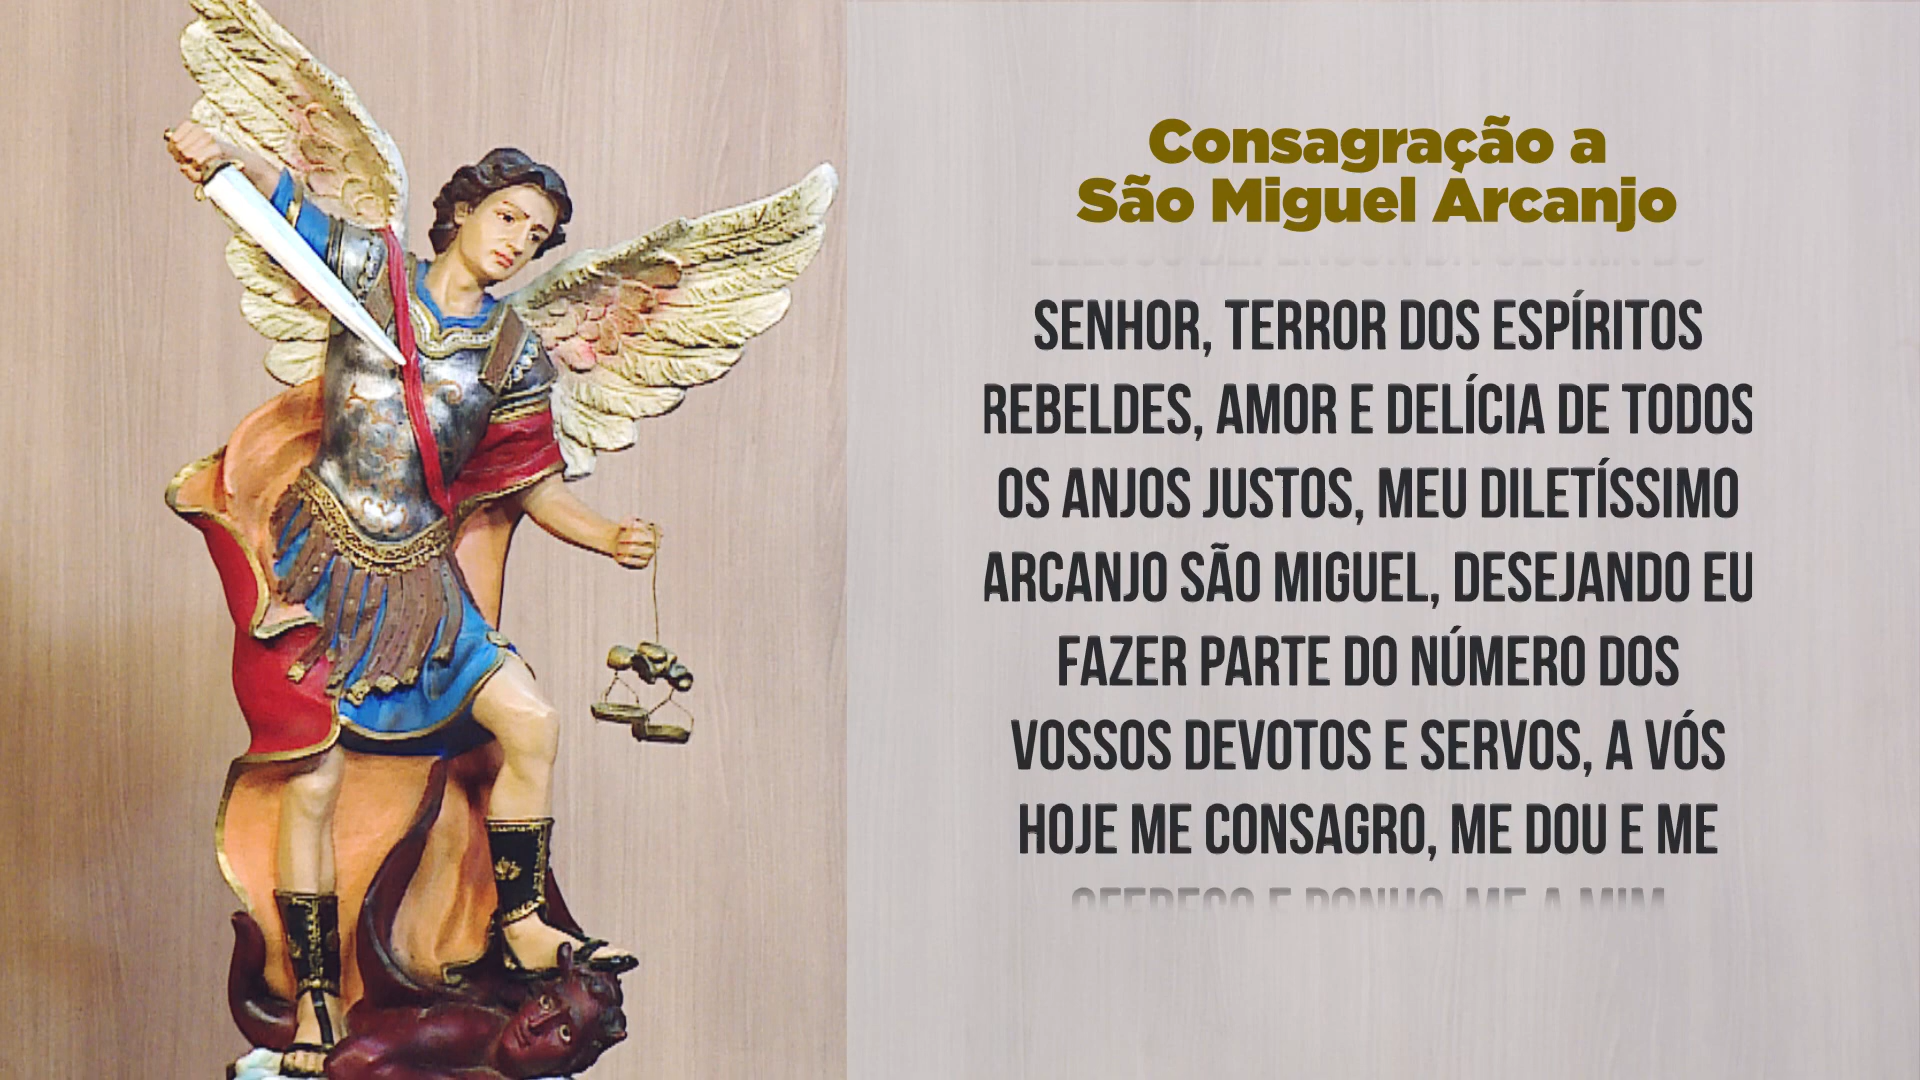 Consagração a
São Miguel Arcanjo
SENHOR, TERROR DOS ESPÍRITOS
REBELDES, AMOR E DELÍCIA DE TODOS
OS ANJOS JUSTOS, MEU DILETÍSSIMO
ARCANJO SÃO MIGUEL, DESEJANDO EU
FAZER PARTE DO NÚMERO DOS
VOSSOS DEVOTOS E SERVOS, A VÓS
HOJE ME CONSAGRO, ME DOU E ME